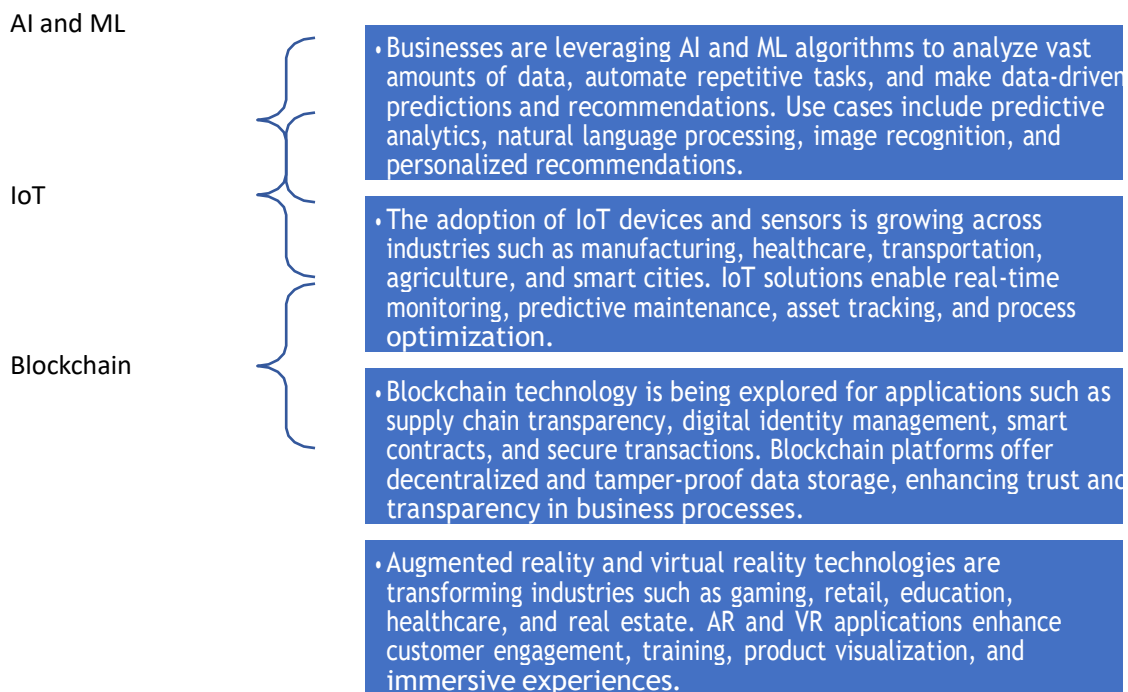 AI and ML
• Businesses are leveraging AI and ML algorithms to analyze vast
amounts of data, automate repetitive tasks, and make data-driven
predictions and recommendations. Use cases include predictive
analytics, natural language processing, image recognition, and
personalized recommendations.
IoT
• The adoption of IoT devices and sensors is growing across
industries such as manufacturing, healthcare, transportation,
agriculture, and smart cities. IoT solutions enable real-time
monitoring, predictive maintenance, asset tracking, and process
optimization.
Blockchain
• Blockchain technology is being explored for applications such as
supply chain transparency, digital identity management, smart
contracts, and secure transactions. Blockchain platforms offer
decentralized and tamper-proof data storage, enhancing trust and
transparency in business processes.
• Augmented reality and virtual reality technologies are
transforming industries such as gaming, retail, education,
healthcare, and real estate. AR and VR applications enhance
customer engagement, training, product visualization, and
immersive experiences.